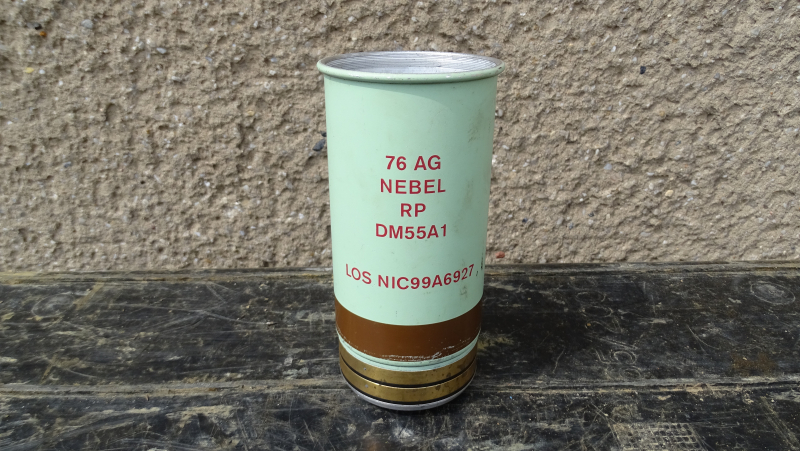 76 AG
NEBEL
RP
DM55A1
LOS NIC99A6927